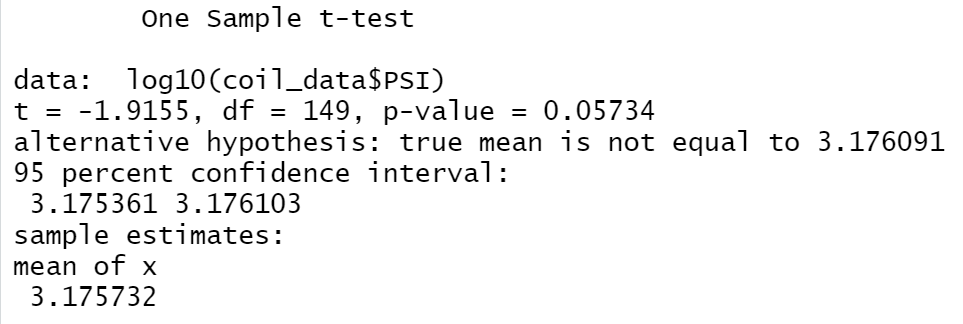 One Sample t-test
data:  log10(coil_data$PSI)
t = -1.9155, df = 149, p-value = 0.05734
alternative hypothesis: true mean is not equal to 3.176091
95 percent confidence interval:
3.175361 3.176103
sample estimates:
mean of x
3.175732